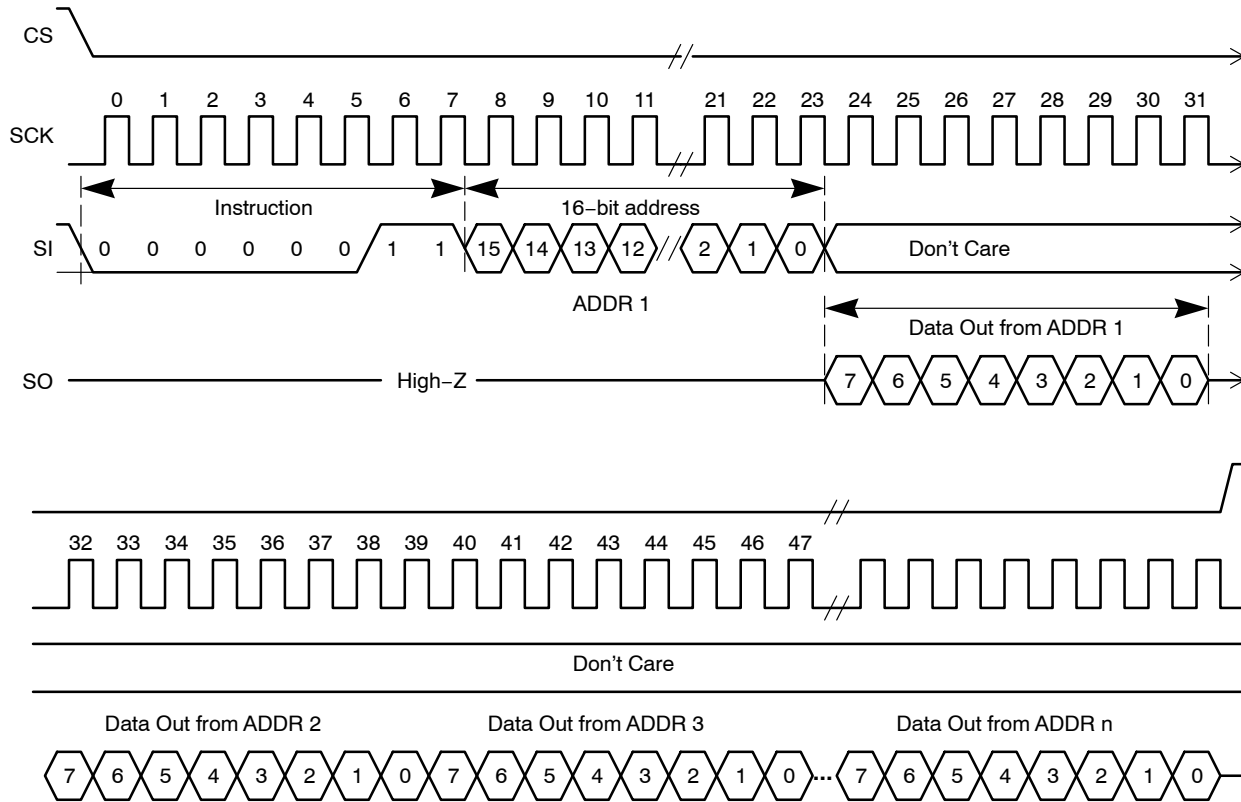 CS
0 1 2 3 4 5 6 7 8 9 10 11 21 22 23 24 25 26 27 28 29 30 31
SCK
Instruction 16−bit address
SI 0 0 0 0 0 0 1 1 15 14 13 12 2 1 0 Don't Care
ADDR 1
Data Out from ADDR 1
SO High−Z 7 6 5 4 3 2 1 0
32 33 34 35 36 37 38 39 40 41 42 43 44 45 46 47
Don't Care
Data Out from ADDR 2 Data Out from ADDR 3 Data Out from ADDR n
7 6 5 4 3 2 1 0 7 6 5 4 3 2 1 0 ... 7 6 5 4 3 2 1 0